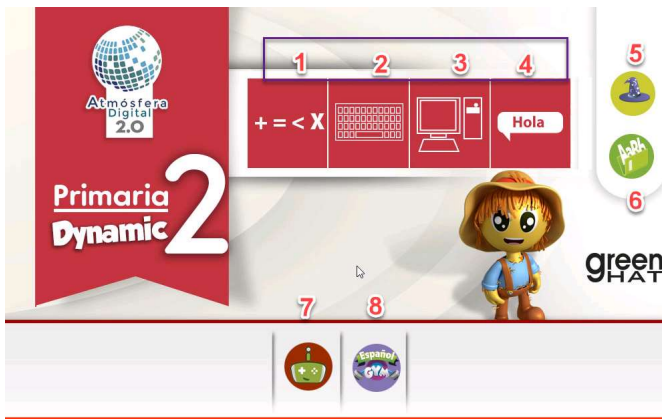 1 2 3 4
5
Atmósfera
Digital
2.0
+ = < X
Hola
AaBb
6
Primaria
Dynamic 2
green
HAT
7 8
Español
GYM